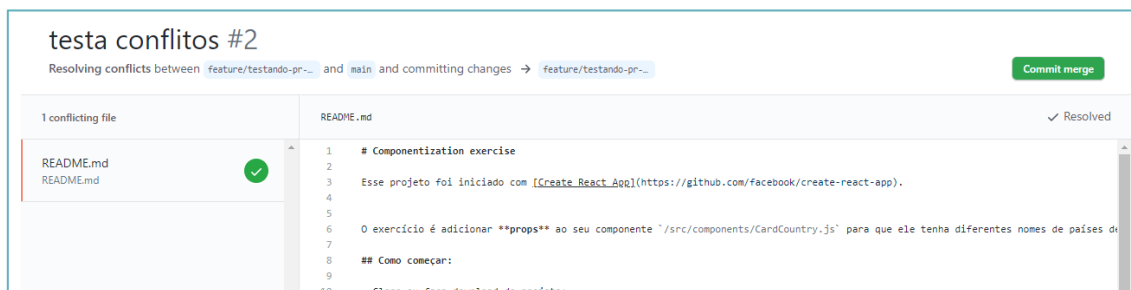 testa conflitos #2
Resolving conflicts between feature/testando-pr-… and main and committing changes → feature/testando-pr-…
Commit merge
1 conflicting file
README.md
README.md
README.md
Resolved
1 # Componentization exercise
2
3 Esse projeto foi iniciado com [Create React App](https://github.com/facebook/create-react-app).
4
5
6 O exercício é adicionar **props** ao seu componente `/src/components/CardCountry.js` para que ele tenha diferentes nomes de países de
7
8 ## Como começar:
9